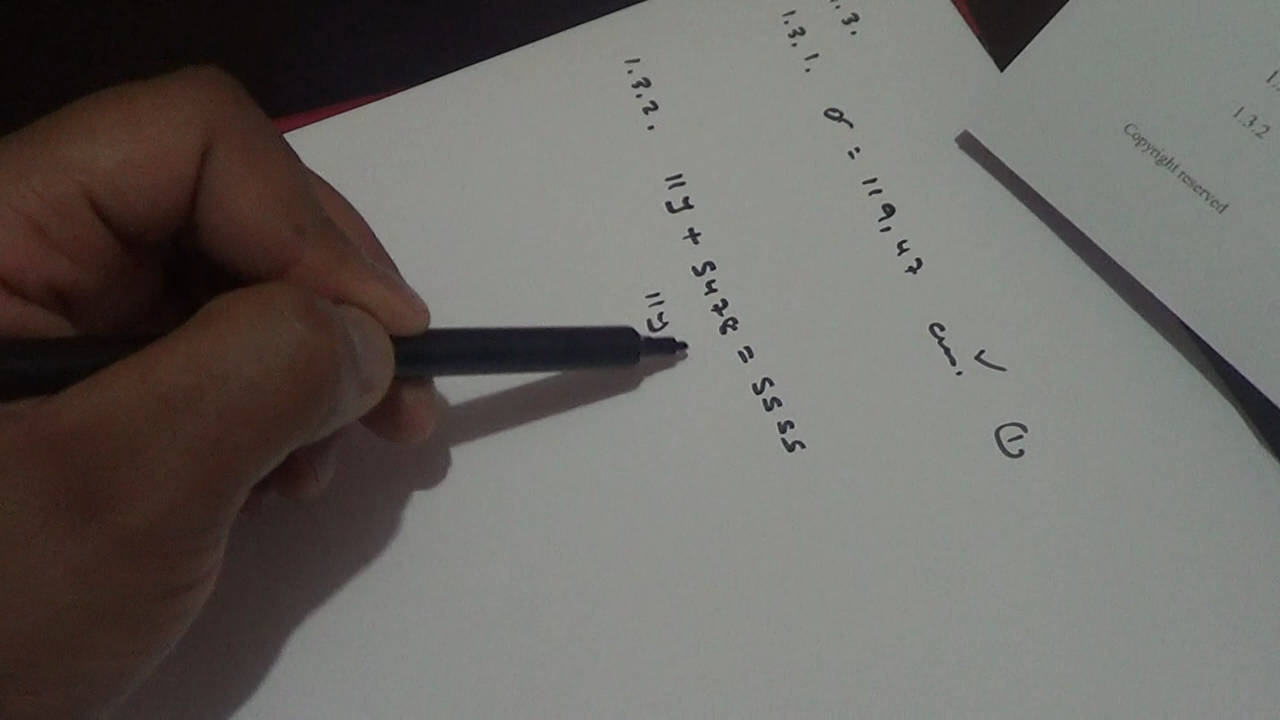 1.3.
1.3.1. σ = 119,47 cm. ✓ (1)
1.3.2. 11y + 5478 = 5555
11y
1.3.2
Copyright reserved